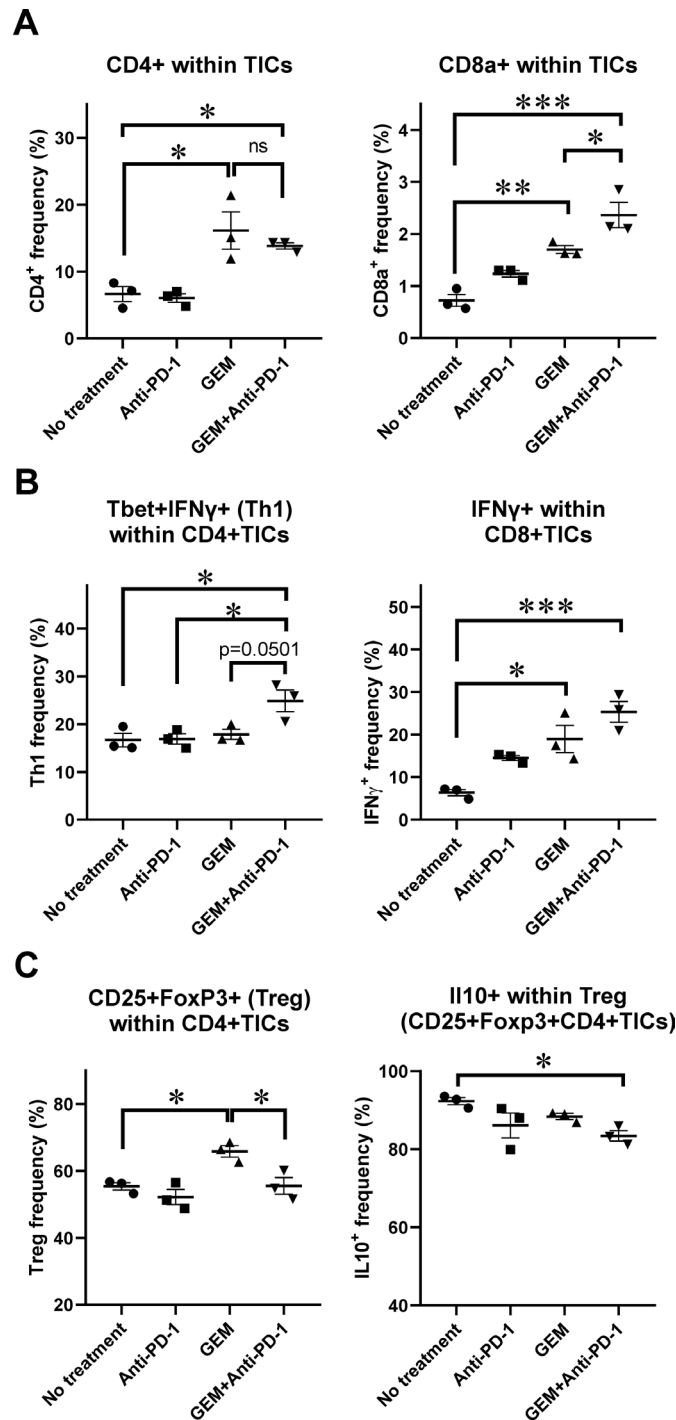 A
CD4+ within TICs
CD4⁺ frequency (%)
30
20
10
0
*
*
ns
No treatment
Anti-PD-1
GEM
GEM+Anti-PD-1
CD8a+ within TICs
CD8a⁺ frequency (%)
4
3
2
1
0
***
*
**
No treatment
Anti-PD-1
GEM
GEM+Anti-PD-1
B
Tbet+IFNγ+ (Th1)
within CD4+TICs
Th1 frequency (%)
40
30
20
10
0
*
*
p=0.0501
No treatment
Anti-PD-1
GEM
GEM+Anti-PD-1
IFNγ+ within
CD8+TICs
IFNγ⁺ frequency (%)
50
40
30
20
10
0
***
*
No treatment
Anti-PD-1
GEM
GEM+Anti-PD-1
C
CD25+FoxP3+ (Treg)
within CD4+TICs
Treg frequency (%)
80
60
40
20
*
*
No treatment
Anti-PD-1
GEM
GEM+Anti-PD-1
Il10+ within Treg
(CD25+Foxp3+CD4+TICs)
IL10⁺ frequency (%)
100
80
60
40
*
No treatment
Anti-PD-1
GEM
GEM+Anti-PD-1